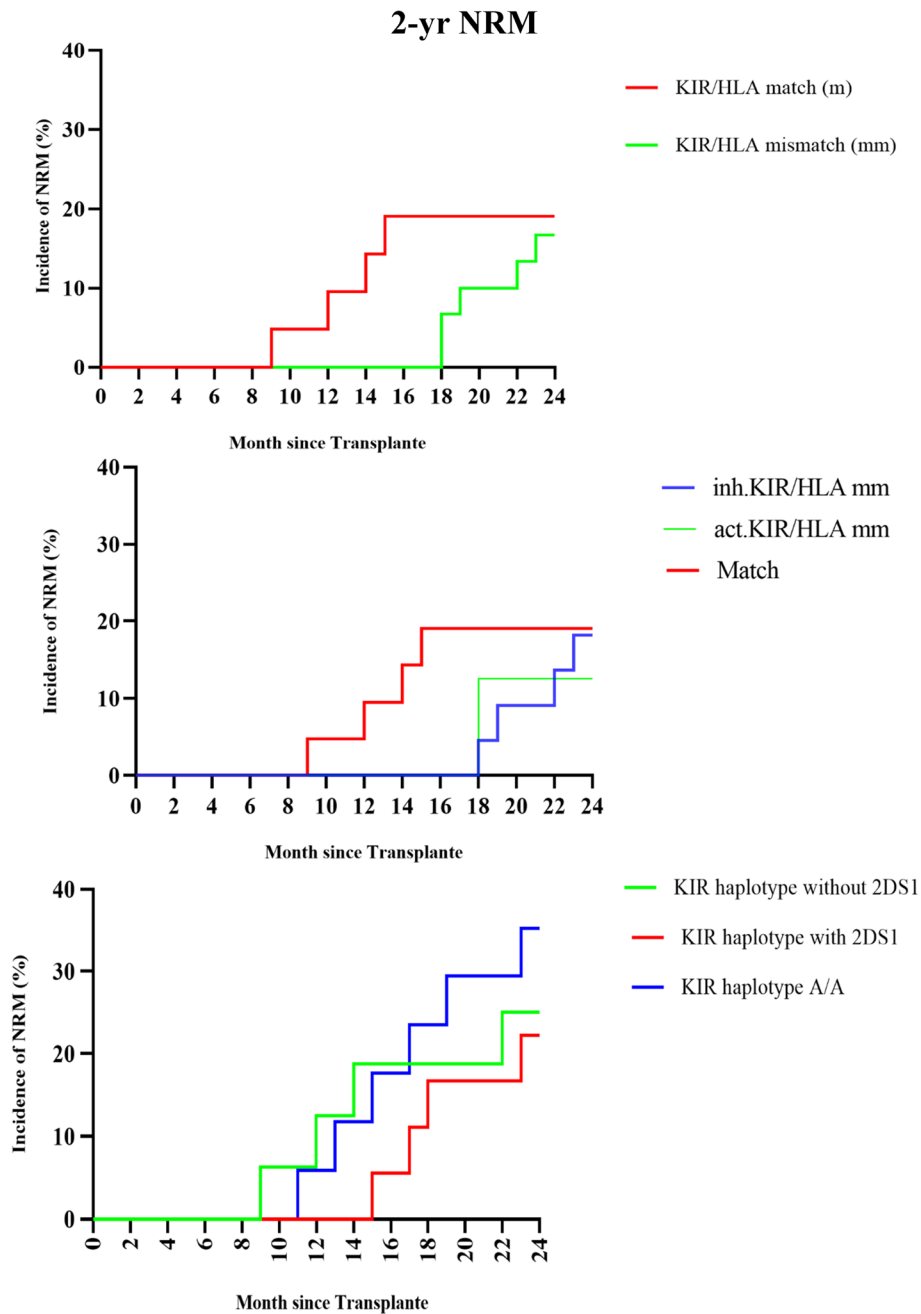 2-yr NRM
40
30
20
10
0
Incidence of NRM (%)
0 2 4 6 8 10 12 14 16 18 20 22 24
Month since Transplante
KIR/HLA match (m)
KIR/HLA mismatch (mm)
40
30
20
10
0
Incidence of NRM (%)
0 2 4 6 8 10 12 14 16 18 20 22 24
Month since Transplante
inh.KIR/HLA mm
act.KIR/HLA mm
Match
40
30
20
10
0
Incidence of NRM (%)
0 2 4 6 8 10 12 14 16 18 20 22 24
Month since Transplante
KIR haplotype without 2DS1
KIR haplotype with 2DS1
KIR haplotype A/A